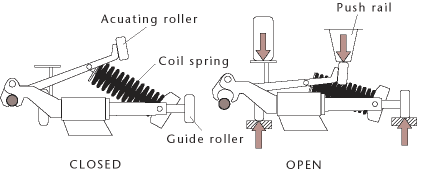 Push rail
Acuating roller
Coil spring
Guide roller
CLOSED
OPEN